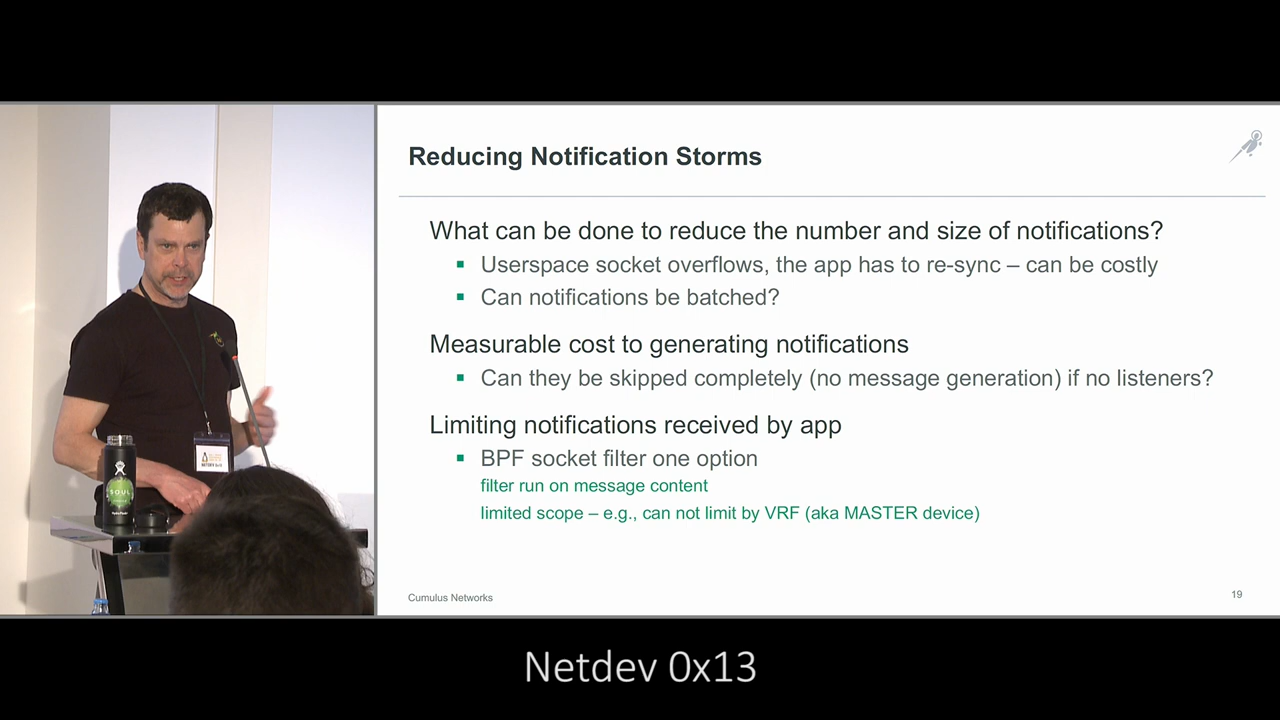 Reducing Notification Storms
What can be done to reduce the number and size of notifications?
▪ Userspace socket overflows, the app has to re-sync – can be costly
▪ Can notifications be batched?
Measurable cost to generating notifications
▪ Can they be skipped completely (no message generation) if no listeners?
Limiting notifications received by app
▪ BPF socket filter one option
filter run on message content
limited scope – e.g., can not limit by VRF (aka MASTER device)
Cumulus Networks
19
SOUL
Netdev 0x13